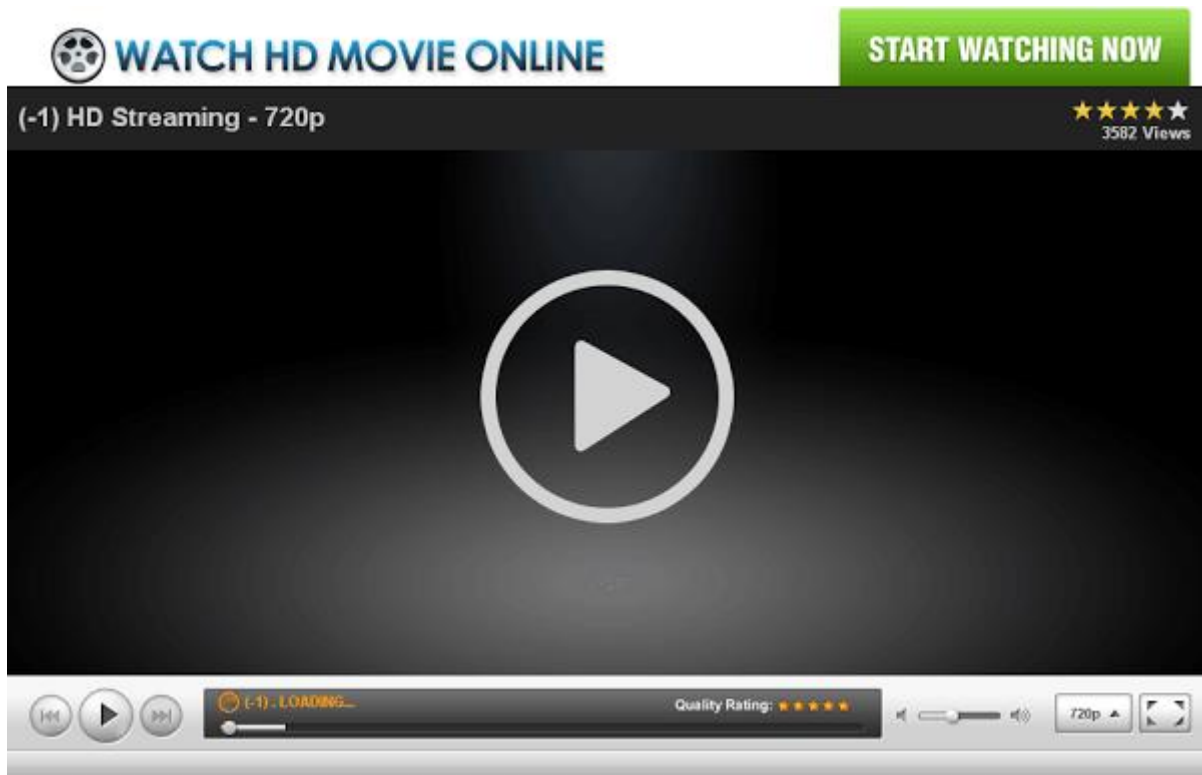 WATCH HD MOVIE ONLINE
START WATCHING NOW
(-1) HD Streaming - 720p
3582 Views
(-1) . LOADING...
Quality Rating:
720p